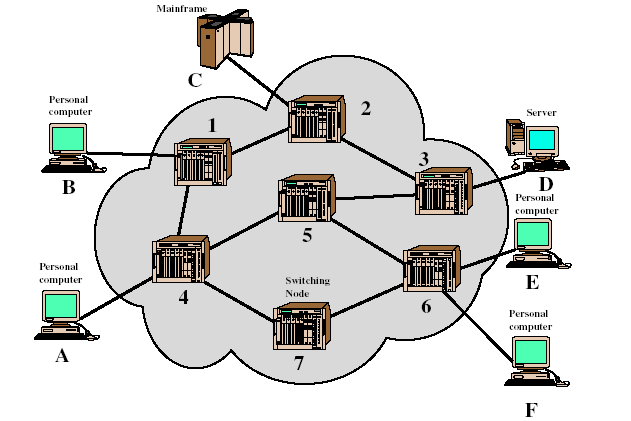 Mainframe
C
2
Personal
computer
1
Server
B
3
D
Personal
computer
5
Personal
computer
Switching
Node
E
4
6
Personal
computer
A
7
F